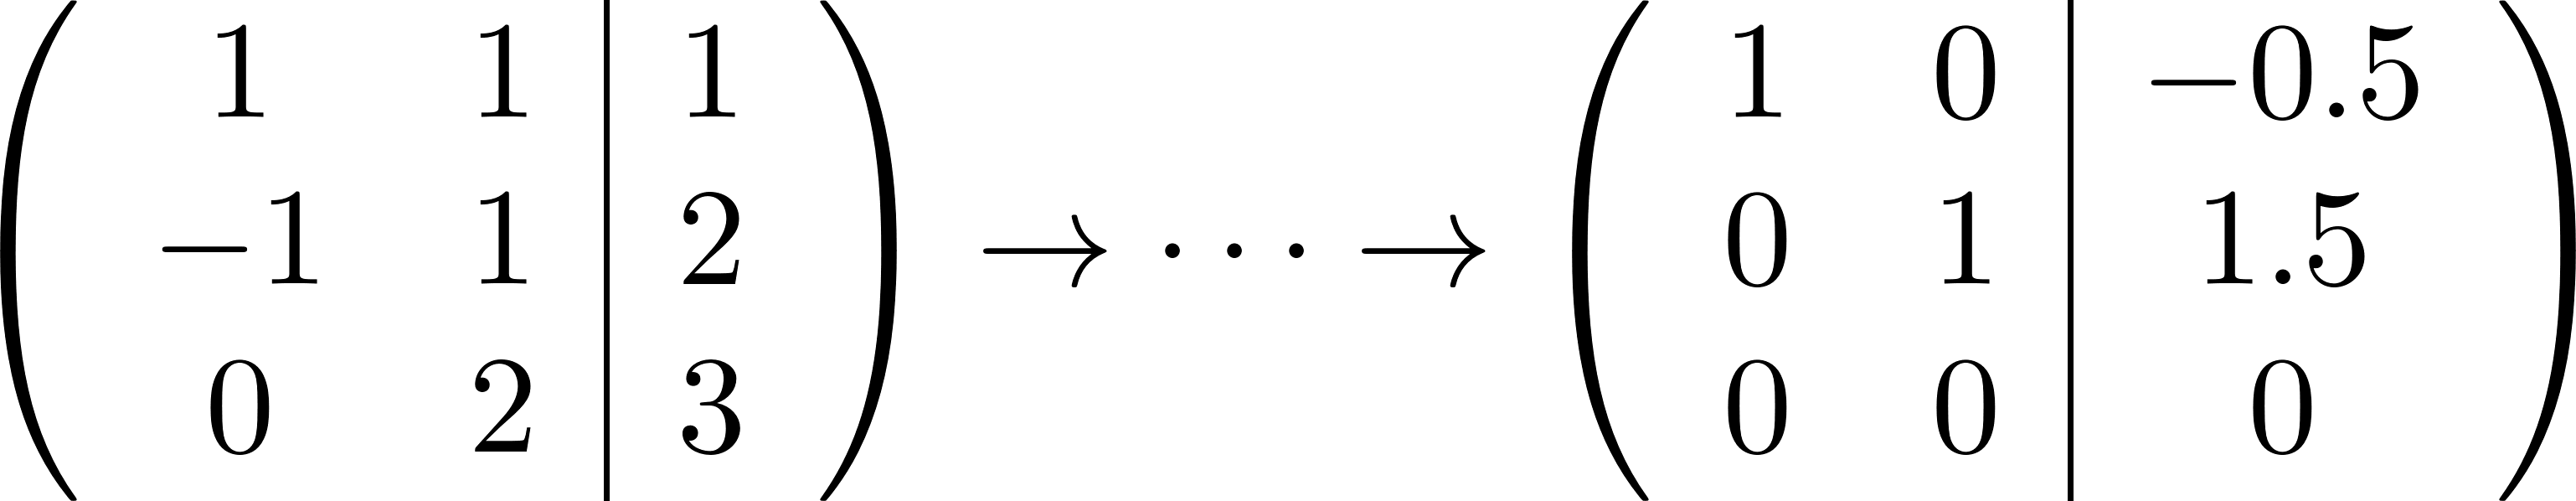 1 1 | 1 1 0 | −0.5
−1 1 | 2 → ··· → 0 1 | 1.5
0 2 | 3 0 0 | 0